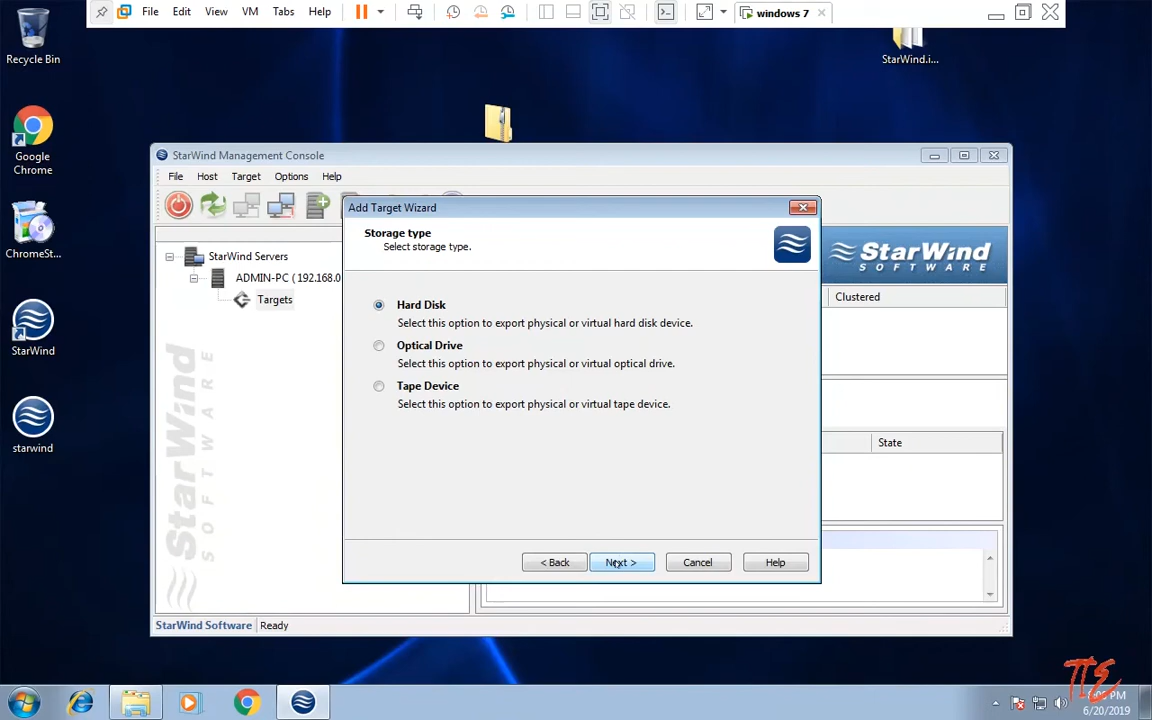 File Edit View VM Tabs Help windows 7
Recycle Bin
StarWind.i...
Google
Chrome
ChromeSt...
StarWind
starwind
StarWind Management Console
File Host Target Options Help
StarWind Servers
ADMIN-PC ( 192.168.0
Targets
StarWind
SOFTWARE
Add Target Wizard
Storage type
Select storage type.
Hard Disk
Select this option to export physical or virtual hard disk device.
Optical Drive
Select this option to export physical or virtual optical drive.
Tape Device
Select this option to export physical or virtual tape device.
< Back Next > Cancel Help
StarWind
SOFTWARE
Clustered
State
StarWind Software Ready
PM
6/20/2019